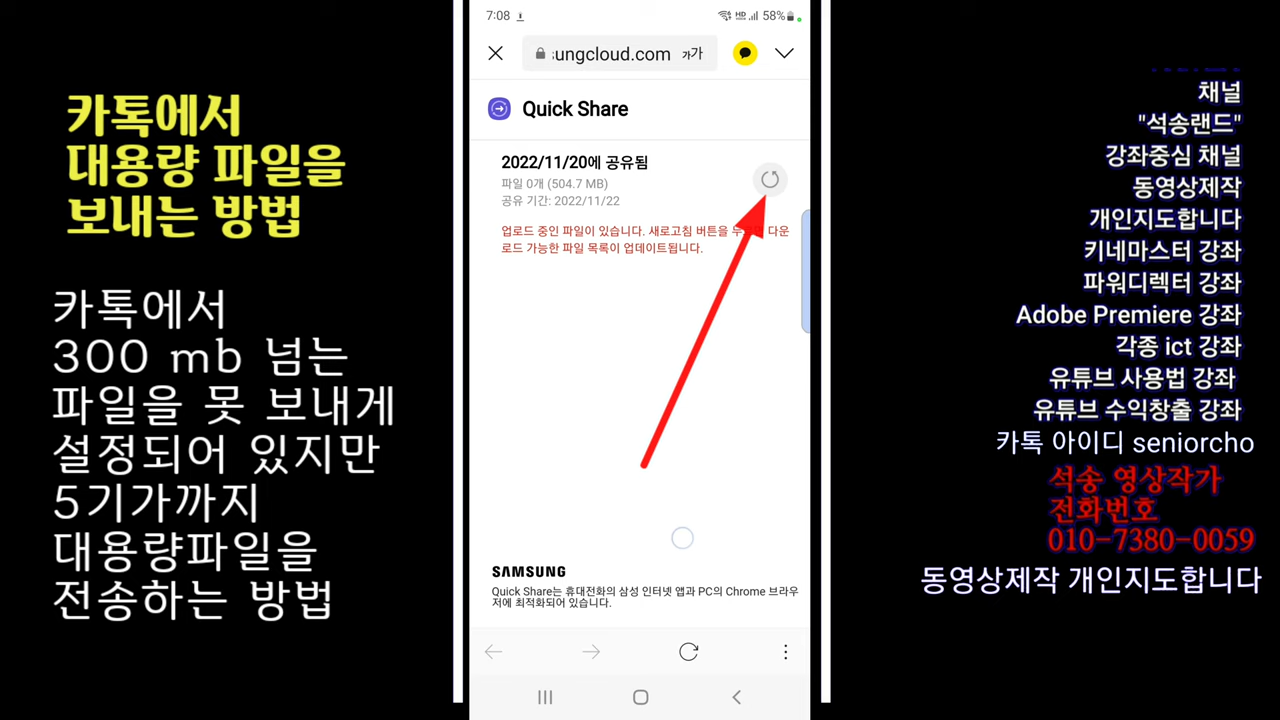 카톡에서
대용량 파일을
보내는 방법
카톡에서
300 mb 넘는
파일을 못 보내게
설정되어 있지만
5기가까지
대용량파일을
전송하는 방법
7:08
HD
58%
sungcloud.com 가가
Quick Share
2022/11/20에 공유됨
파일 0개 (504.7 MB)
공유 기간: 2022/11/22
업로드 중인 파일이 있습니다. 새로고침 버튼을 다운
로드 가능한 파일 목록이 업데이트됩니다.
SAMSUNG
Quick Share는 휴대전화의 삼성 인터넷 앱과 PC의 Chrome 브라우
저에 최적화되어 있습니다.
채널
"석송랜드"
강좌중심 채널
동영상제작
개인지도합니다
키네마스터 강좌
파워디렉터 강좌
Adobe Premiere 강좌
각종 ict 강좌
유튜브 사용법 강좌
유튜브 수익창출 강좌
카톡 아이디 seniorcho
석송 영상작가
전화번호
010-7380-0059
동영상제작 개인지도합니다